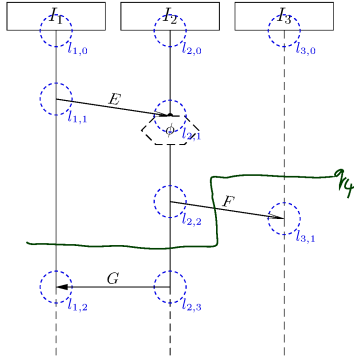 I₁ I₂ I₃
l₁,₀ l₂,₀ l₃,₀
E
l₁,₁ l₂,₁
ϕ
q₄
l₂,₂ F
l₃,₁
G
l₁,₂ l₂,₃